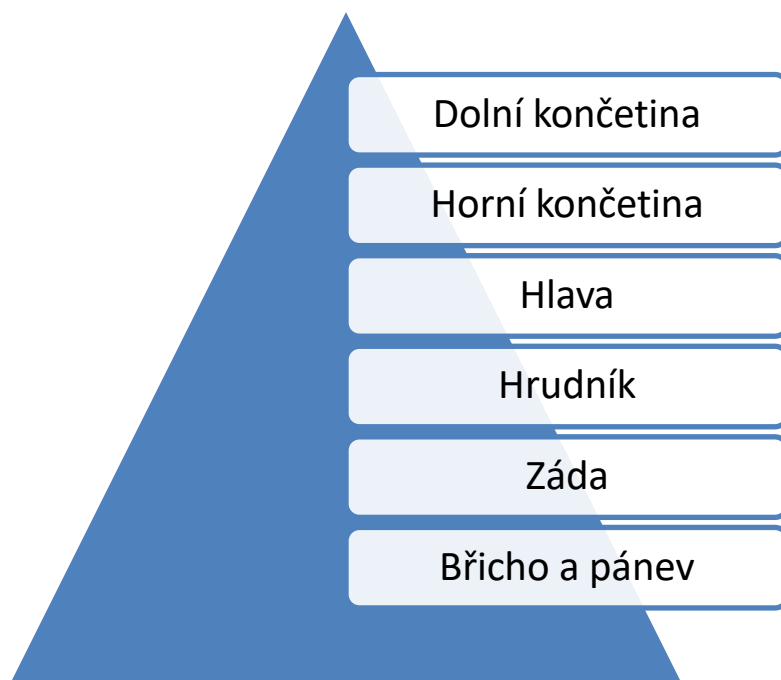 Dolní končetina
Horní končetina
Hlava
Hrudník
Záda
Břicho a pánev